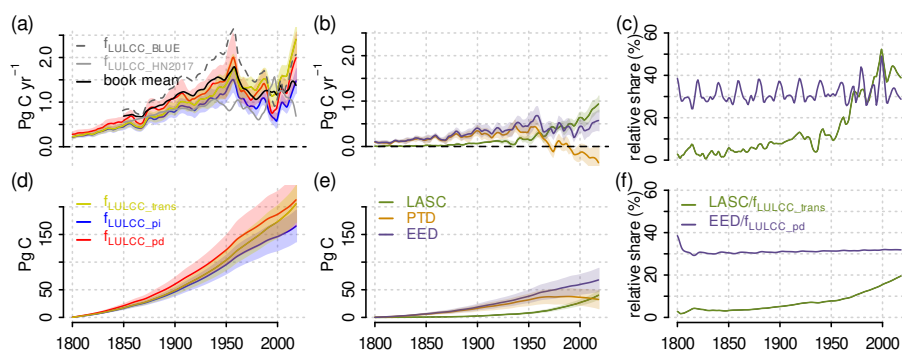 (a)
(b)
(c)
Pg C yr⁻¹
0.0 1.0 2.0
f_LULCC_BLUE
f_LULCC_HN2017
book mean
Pg C yr⁻¹
0.0 1.0 2.0
relative share (%)
0 20 40 60
(d)
(e)
(f)
Pg C
0 50 150
f_LULCC_trans
f_LULCC_pi
f_LULCC_pd
Pg C
0 50 150
LASC
PTD
EED
relative share (%)
0 20 40 60
LASC/f_LULCC_trans
EED/f_LULCC_pd
1800 1850 1900 1950 2000
1800 1850 1900 1950 2000
1800 1850 1900 1950 2000